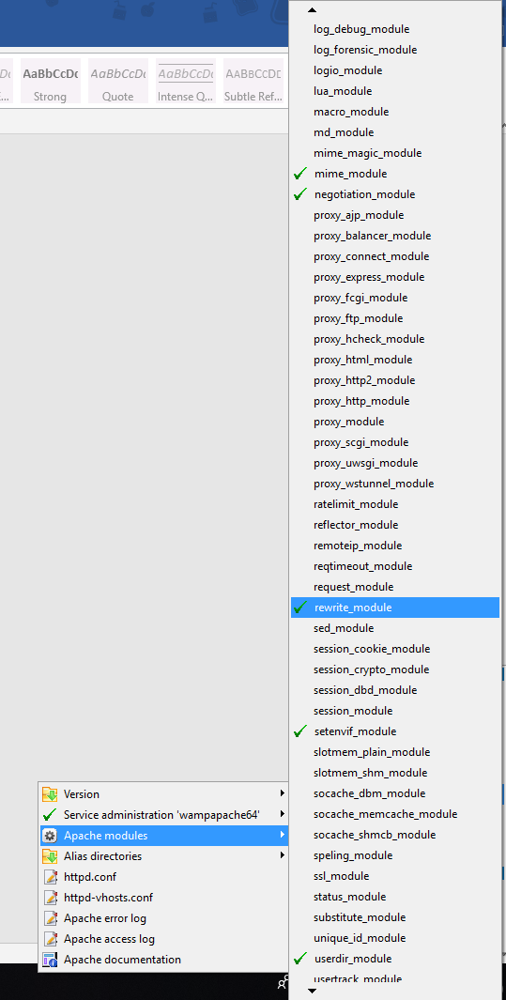 AaBbCcDc
AaBbCcDc
AaBbCcDc
AABBCCDE
...
Strong
Quote
Intense Q...
Subtle Ref...
log_debug_module
log_forensic_module
logio_module
lua_module
macro_module
md_module
mime_magic_module
mime_module
negotiation_module
proxy_ajp_module
proxy_balancer_module
proxy_connect_module
proxy_express_module
proxy_fcgi_module
proxy_ftp_module
proxy_hcheck_module
proxy_html_module
proxy_http2_module
proxy_http_module
proxy_module
proxy_scgi_module
proxy_uwsgi_module
proxy_wstunnel_module
ratelimit_module
reflector_module
remoteip_module
reqtimeout_module
request_module
rewrite_module
sed_module
session_cookie_module
session_crypto_module
session_dbd_module
session_module
setenvif_module
slotmem_plain_module
slotmem_shm_module
socache_dbm_module
socache_memcache_module
socache_shmcb_module
speling_module
ssl_module
status_module
substitute_module
unique_id_module
userdir_module
usertrack_module
Version
Service administration 'wampapache64'
Apache modules
Alias directories
httpd.conf
httpd-vhosts.conf
Apache error log
Apache access log
Apache documentation